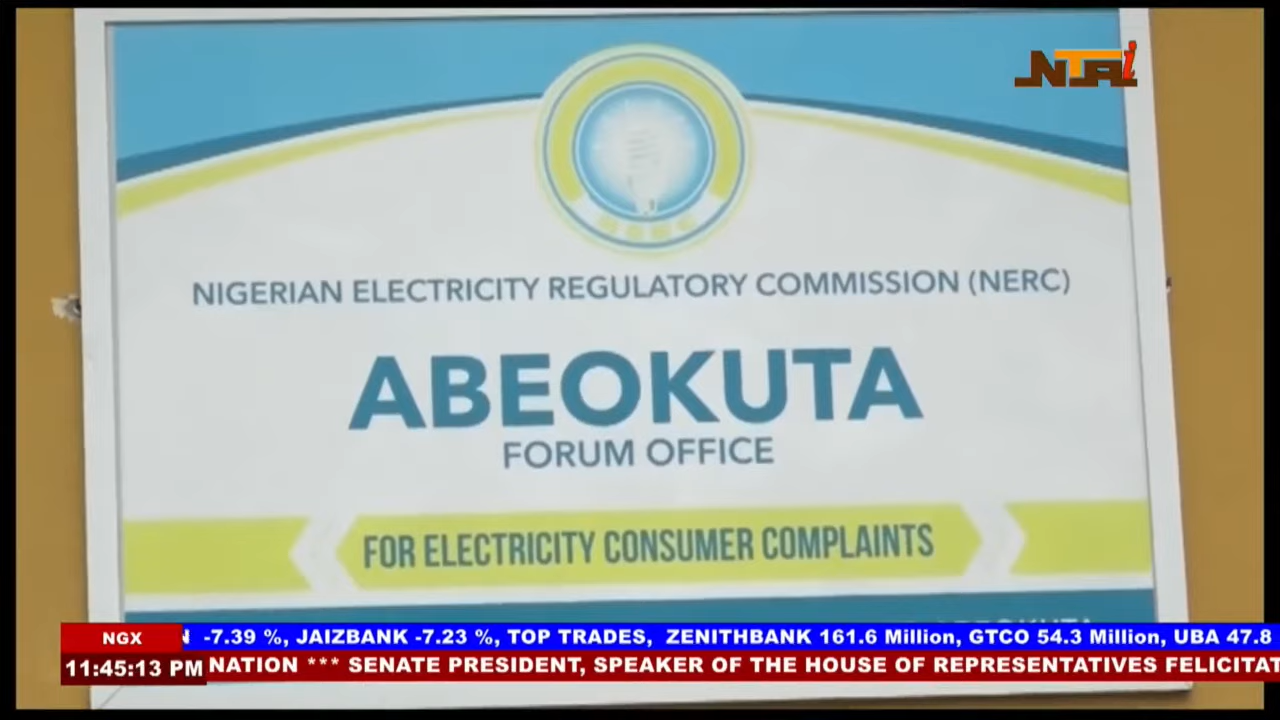 NTAi
NIGERIAN ELECTRICITY REGULATORY COMMISSION (NERC)
ABEOKUTA
FORUM OFFICE
FOR ELECTRICITY CONSUMER COMPLAINTS
ABEOKUTA
NGX -7.39 %, JAIZBANK -7.23 %, TOP TRADES, ZENITHBANK 161.6 Million, GTCO 54.3 Million, UBA 47.8
11:45:13 PM NATION *** SENATE PRESIDENT, SPEAKER OF THE HOUSE OF REPRESENTATIVES FELICITAT